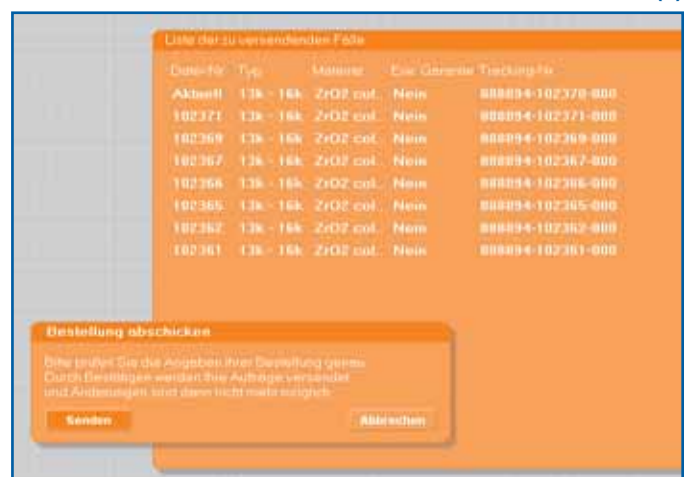 Liste der zu versendenden Fälle
Datei-Nr. Typ Material Erw. Garantie Tracking-Nr.
Aktuell 13k - 16k ZrO2 col. Nein 888894-102370-000
102371 13k - 16k ZrO2 col. Nein 888894-102371-000
102369 13k - 16k ZrO2 col. Nein 888894-102369-000
102367 13k - 16k ZrO2 col. Nein 888894-102367-000
102366 13k - 16k ZrO2 col. Nein 888894-102366-000
102365 13k - 16k ZrO2 col. Nein 888894-102365-000
102362 13k - 16k ZrO2 col. Nein 888894-102362-000
102361 13k - 16k ZrO2 col. Nein 888894-102361-000
Bestellung abschicken
Bitte prüfen Sie die Angaben Ihrer Bestellung genau.
Durch Bestätigen werden Ihre Aufträge versendet
und Änderungen sind dann nicht mehr möglich.
Senden Abbrechen